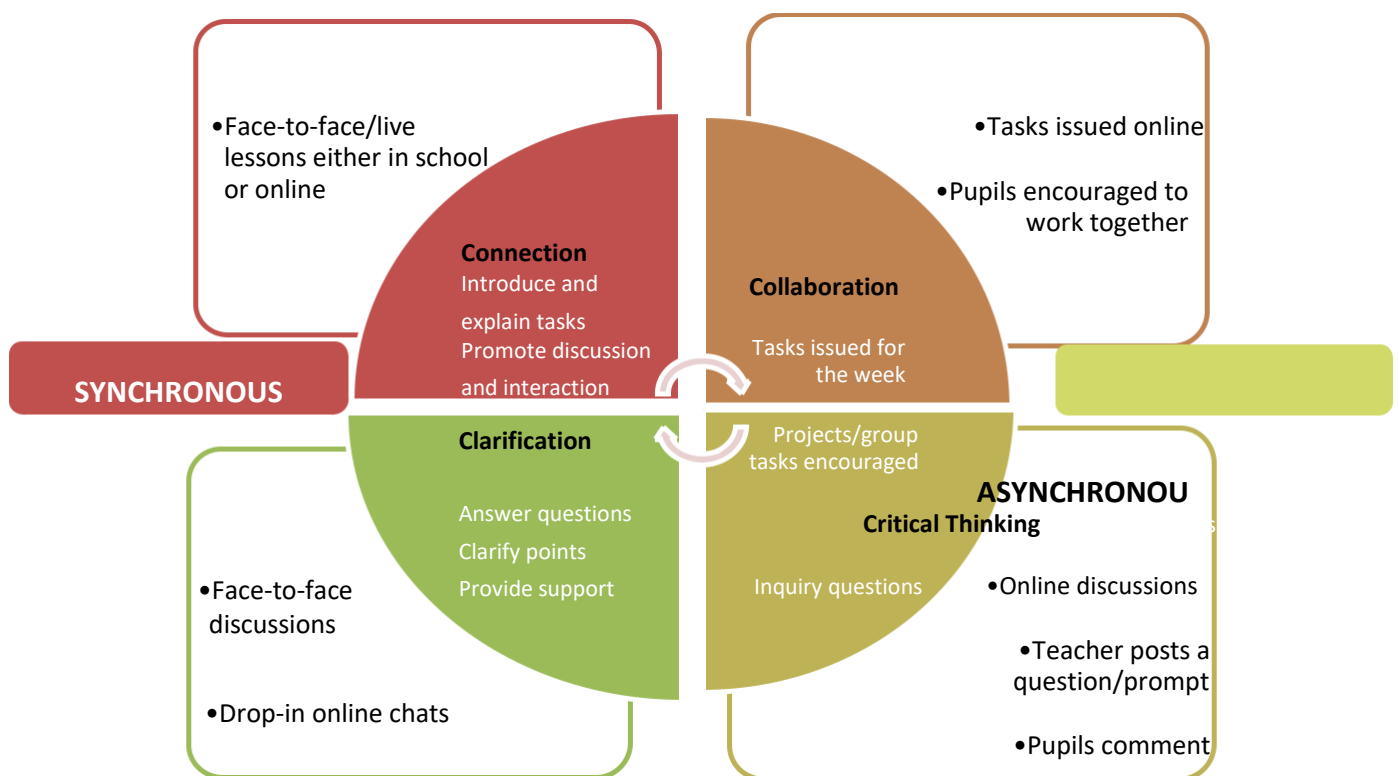 •Face-to-face/live
lessons either in school
or online
•Tasks issued online
•Pupils encouraged to
work together
Connection
Introduce and
explain tasks
Promote discussion
and interaction
Collaboration
Tasks issued for
the week
SYNCHRONOUS
Clarification
Answer questions
Clarify points
Provide support
Projects/group
tasks encouraged
ASYNCHRONOU
Critical Thinking
s
Inquiry questions
•Face-to-face
discussions
•Drop-in online chats
•Online discussions
•Teacher posts a
question/prompt
•Pupils comment